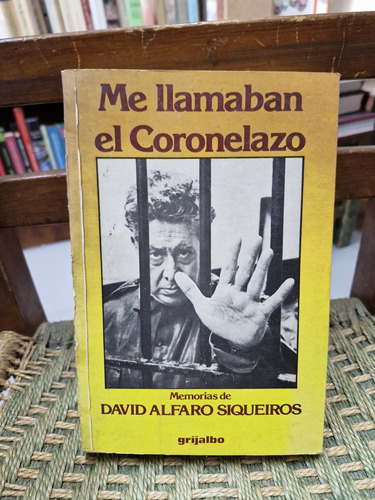 Me llamaban
el Coronelazo
Memorias de
DAVID ALFARO SIQUEIROS
grijalbo